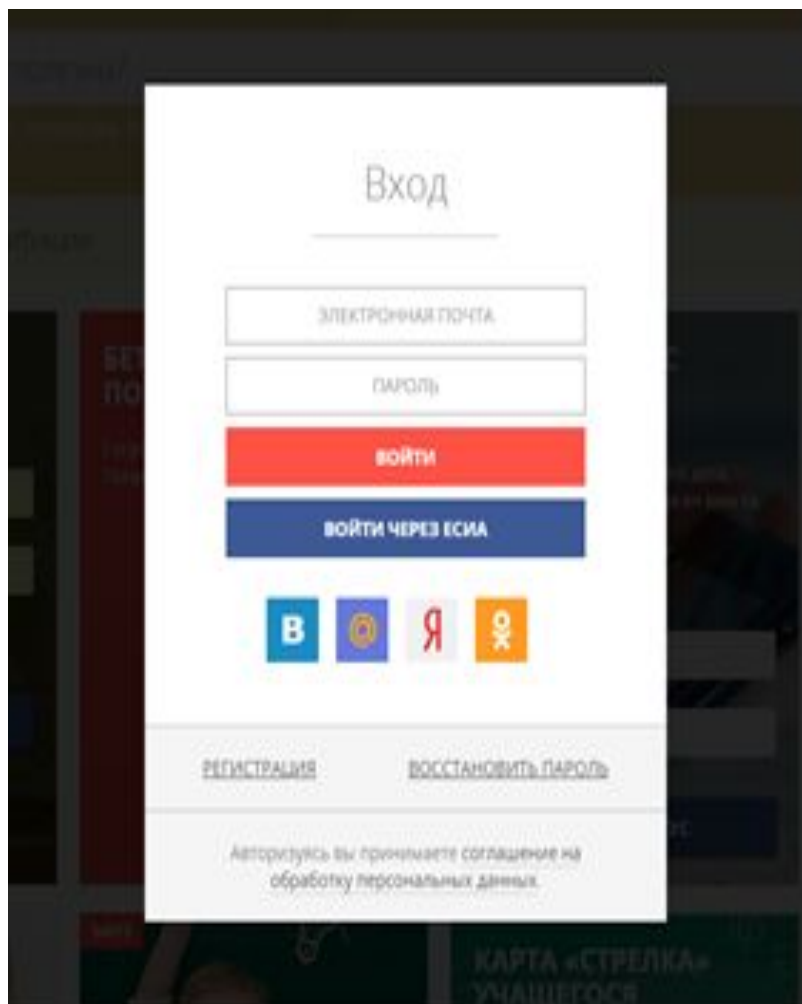 Вход
ЭЛЕКТРОННАЯ ПОЧТА
ПАРОЛЬ
ВОЙТИ
ВОЙТИ ЧЕРЕЗ ЕСИА
В @ Я
РЕГИСТРАЦИЯ ВОССТАНОВИТЬ ПАРОЛЬ
Авторизуясь вы принимаете соглашение на
обработку персональных данных
КАРТА «СТРЕЛКА»
УЧАЩЕГОСЯ